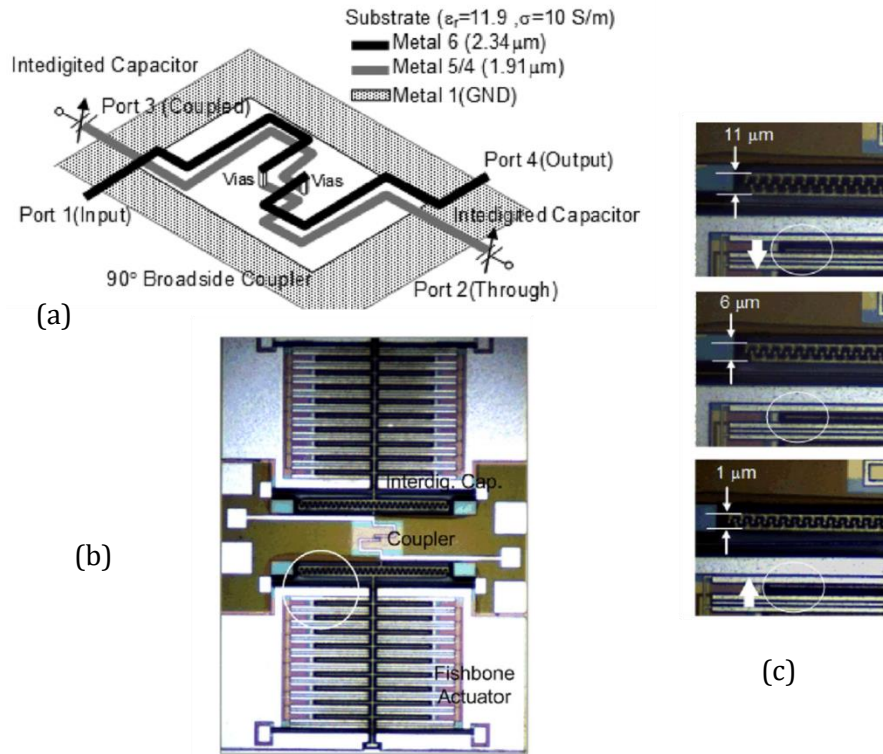 Substrate (εr=11.9 ,σ=10 S/m)
Metal 6 (2.34μm)
Metal 5/4 (1.91μm)
Metal 1(GND)
Intedigited Capacitor
Port 3 (Coupled)
Port 4(Output)
Vias
Vias
Port 1(Input)
Intedigited Capacitor
90° Broadside Coupler
Port 2(Through)
(a)
Interdig. Cap.
Coupler
Fishbone
Actuator
(b)
11 μm
6 μm
1 μm
(c)